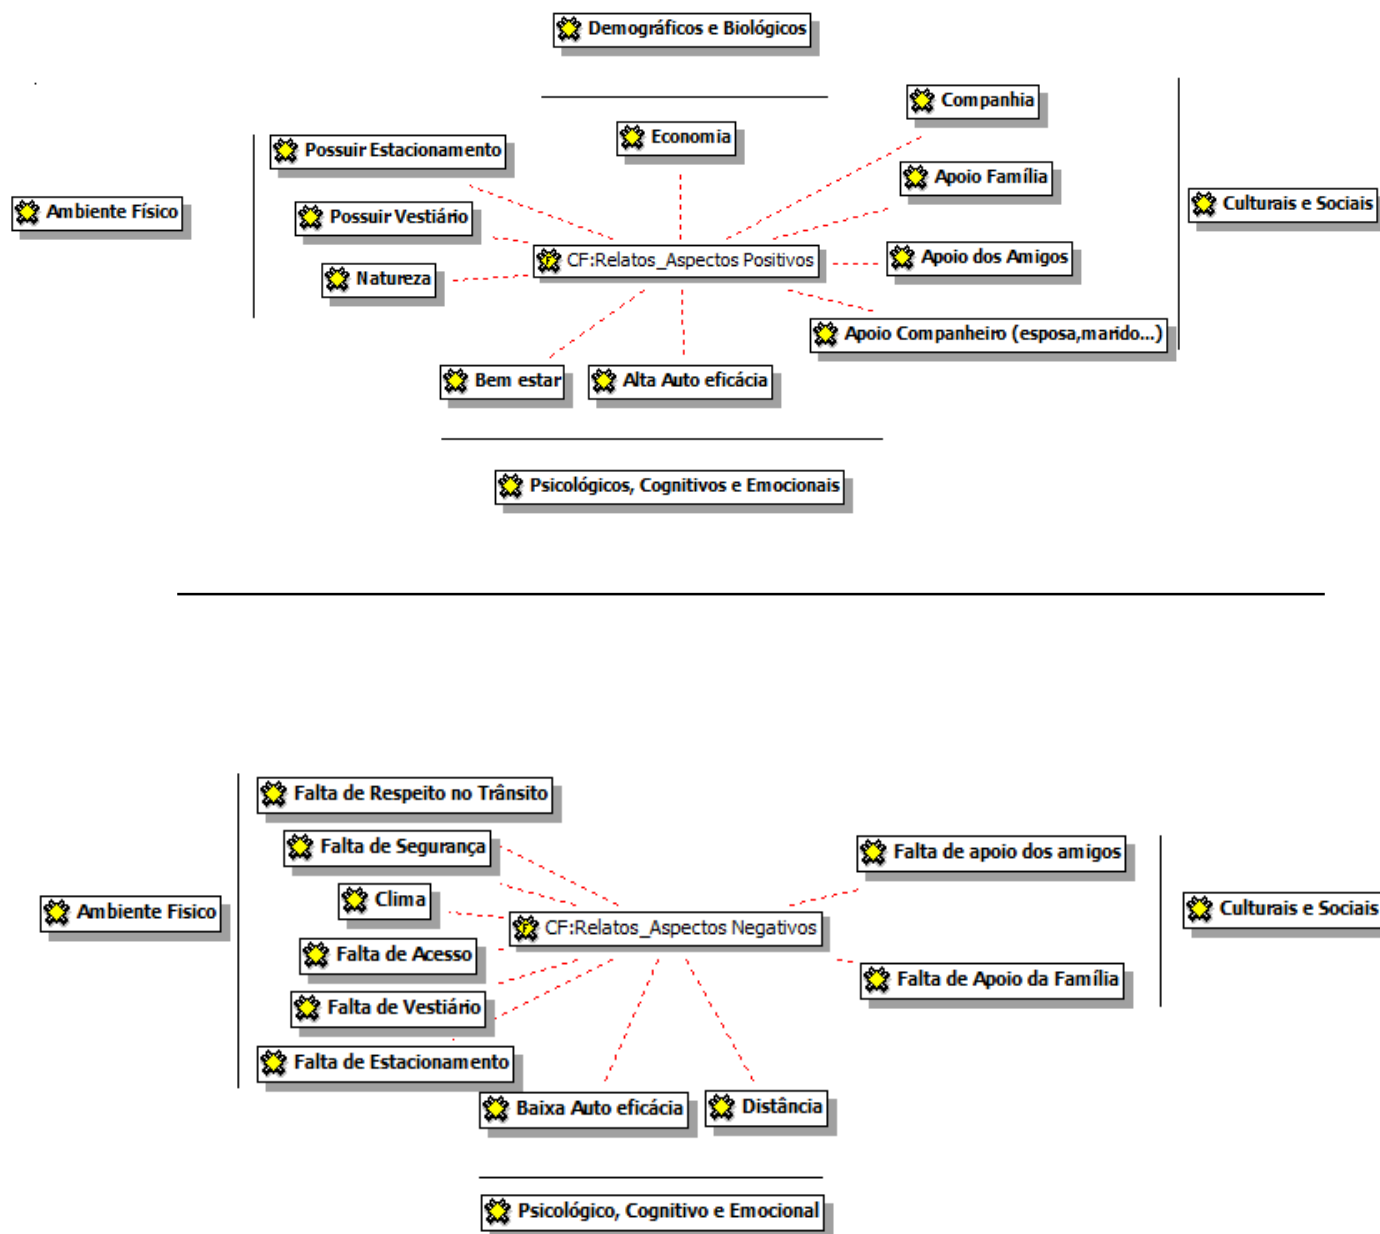 Demográficos e Biológicos
Companhia
Economia
Possuir Estacionamento
Apoio Família
Ambiente Físico
Possuir Vestiário
Culturais e Sociais
CF:Relatos_Aspectos Positivos
Apoio dos Amigos
Natureza
Apoio Companheiro (esposa,marido...)
Bem estar
Alta Auto eficácia
Psicológicos, Cognitivos e Emocionais
Falta de Respeito no Trânsito
Falta de Segurança
Falta de apoio dos amigos
Clima
Ambiente Fisico
Culturais e Sociais
CF:Relatos_Aspectos Negativos
Falta de Acesso
Falta de Apoio da Família
Falta de Vestiário
Falta de Estacionamento
Baixa Auto eficácia
Distância
Psicológico, Cognitivo e Emocional